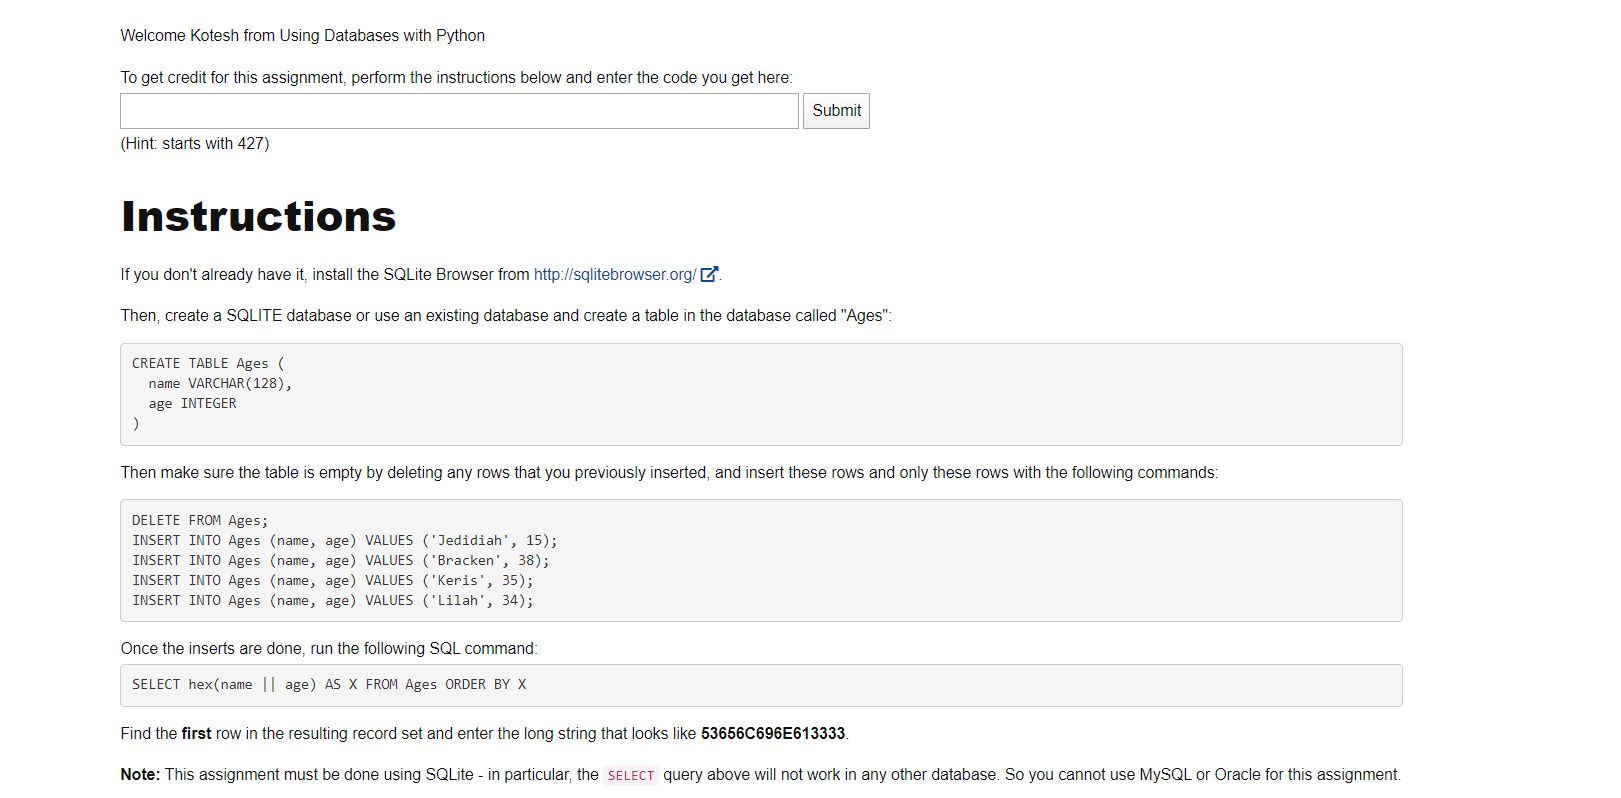 Welcome Kotesh from Using Databases with Python
To get credit for this assignment, perform the instructions below and enter the code you get here:
Submit
(Hint: starts with 427)
Instructions
If you don't already have it, install the SQLite Browser from http://sqlitebrowser.org/.
Then, create a SQLITE database or use an existing database and create a table in the database called "Ages":
CREATE TABLE Ages (
  name VARCHAR(128),
  age INTEGER
)
Then make sure the table is empty by deleting any rows that you previously inserted, and insert these rows and only these rows with the following commands:
DELETE FROM Ages;
INSERT INTO Ages (name, age) VALUES ('Jedidiah', 15);
INSERT INTO Ages (name, age) VALUES ('Bracken', 38);
INSERT INTO Ages (name, age) VALUES ('Keris', 35);
INSERT INTO Ages (name, age) VALUES ('Lilah', 34);
Once the inserts are done, run the following SQL command:
SELECT hex(name || age) AS X FROM Ages ORDER BY X
Find the first row in the resulting record set and enter the long string that looks like 53656C696E613333.
Note: This assignment must be done using SQLite - in particular, the SELECT query above will not work in any other database. So you cannot use MySQL or Oracle for this assignment.